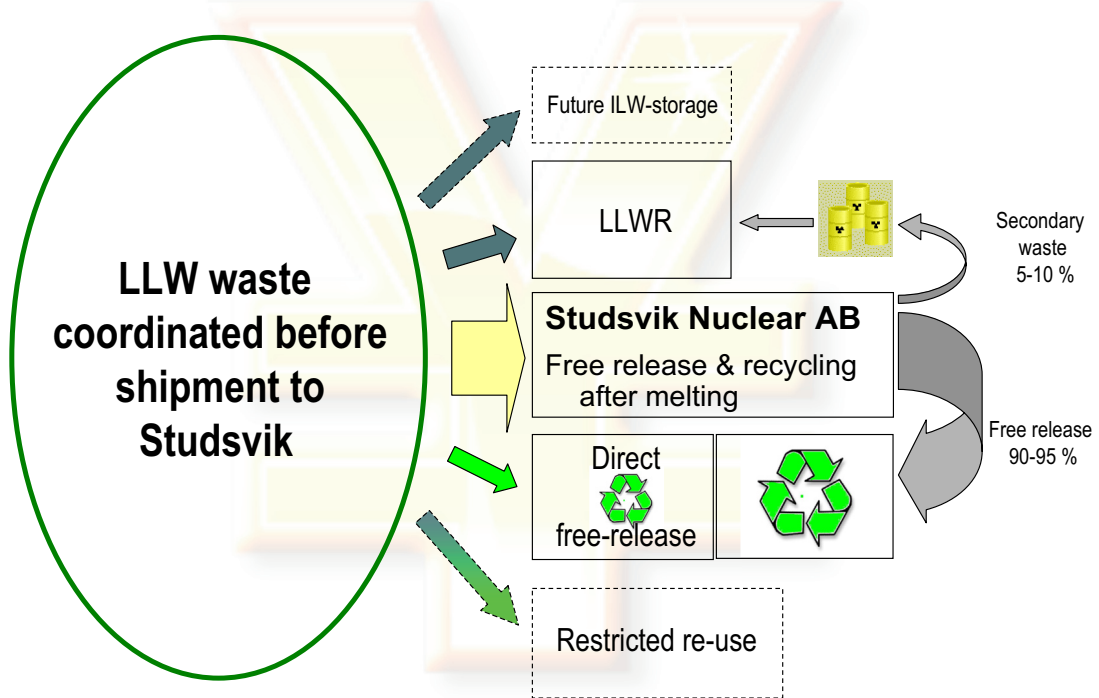 LLW waste
coordinated before
shipment to
Studsvik
Future ILW-storage
LLWR
Secondary
waste
5-10 %
Studsvik Nuclear AB
Free release & recycling
after melting
Free release
90-95 %
Direct
free-release
Restricted re-use